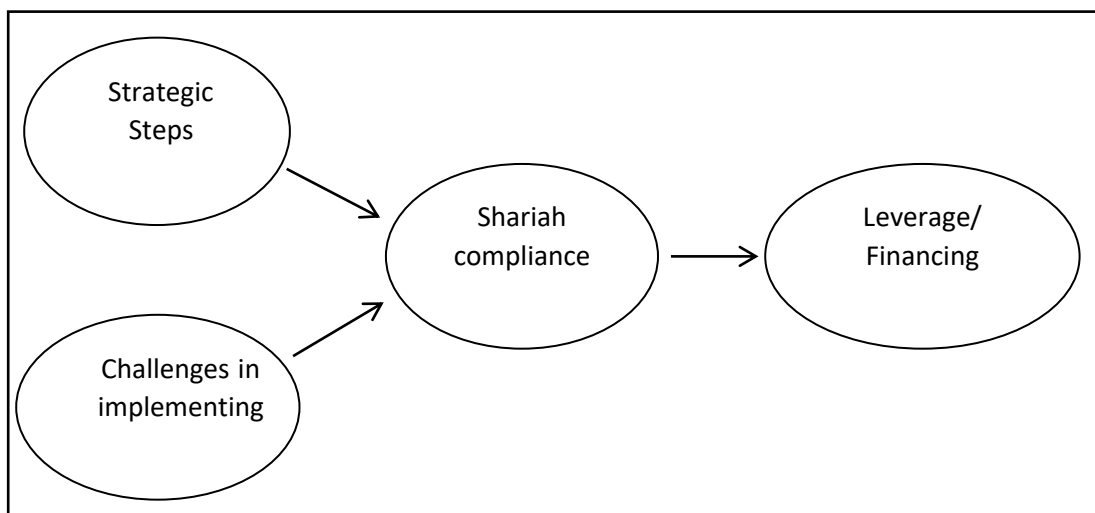 Strategic
Steps
Challenges in
implementing
Shariah
compliance
Leverage/
Financing